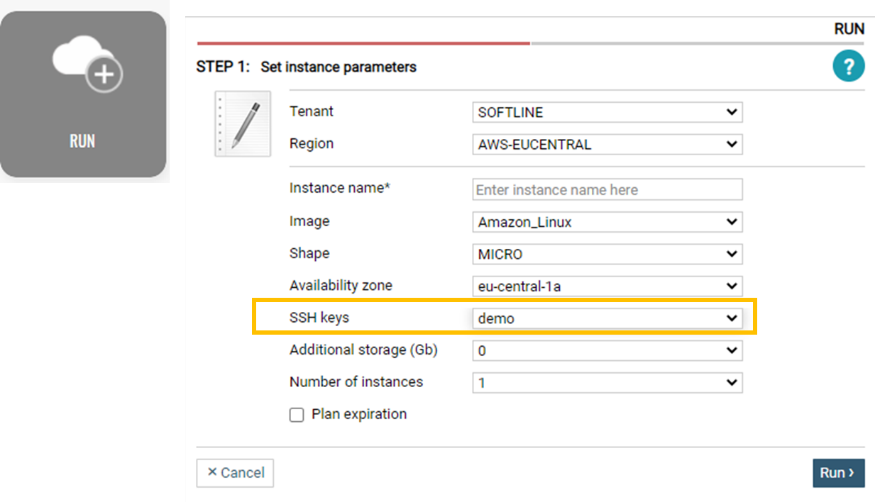 RUN
RUN
STEP 1: Set instance parameters
?
Tenant SOFTLINE
Region AWS-EUCENTRAL
Instance name* Enter instance name here
Image Amazon_Linux
Shape MICRO
Availability zone eu-central-1a
SSH keys demo
Additional storage (Gb) 0
Number of instances 1
Plan expiration
× Cancel Run ›